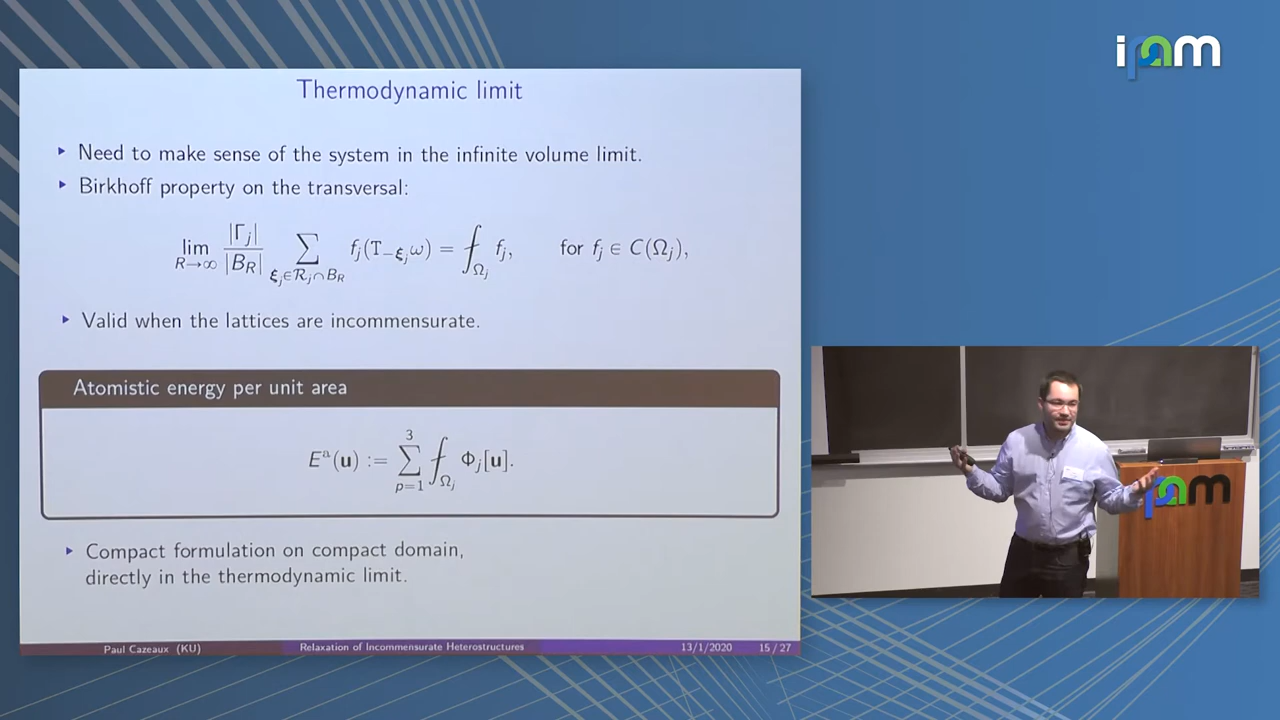 ipam
Thermodynamic limit
▸ Need to make sense of the system in the infinite volume limit.
▸ Birkhoff property on the transversal:
lim_{R→∞} |Γ_j|/|B_R| ∑_{ξ_j∈R_j∩B_R} f_j(T_{−ξ_j}ω) = ⨍_{Ω_j} f_j, for f_j ∈ C(Ω_j),
▸ Valid when the lattices are incommensurate.
Atomistic energy per unit area
E^a(u) := ∑_{p=1}^{3} ⨍_{Ω_j} Φ_j[u].
▸ Compact formulation on compact domain,
directly in the thermodynamic limit.
Paul Cazeaux (KU) Relaxation of Incommensurate Heterostructures 13/1/2020 15 / 27
ipam